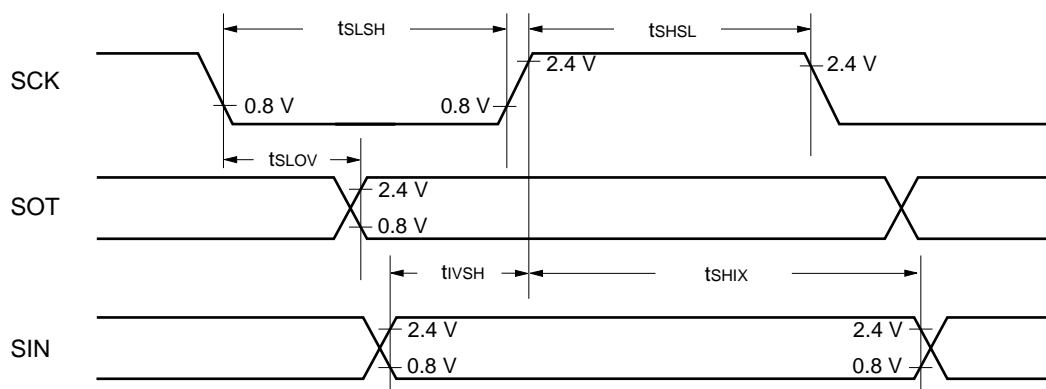 tSLSH
tSHSL
SCK
2.4 V
2.4 V
0.8 V
0.8 V
tSLOV
SOT
2.4 V
0.8 V
tIVSH
tSHIX
SIN
2.4 V
2.4 V
0.8 V
0.8 V